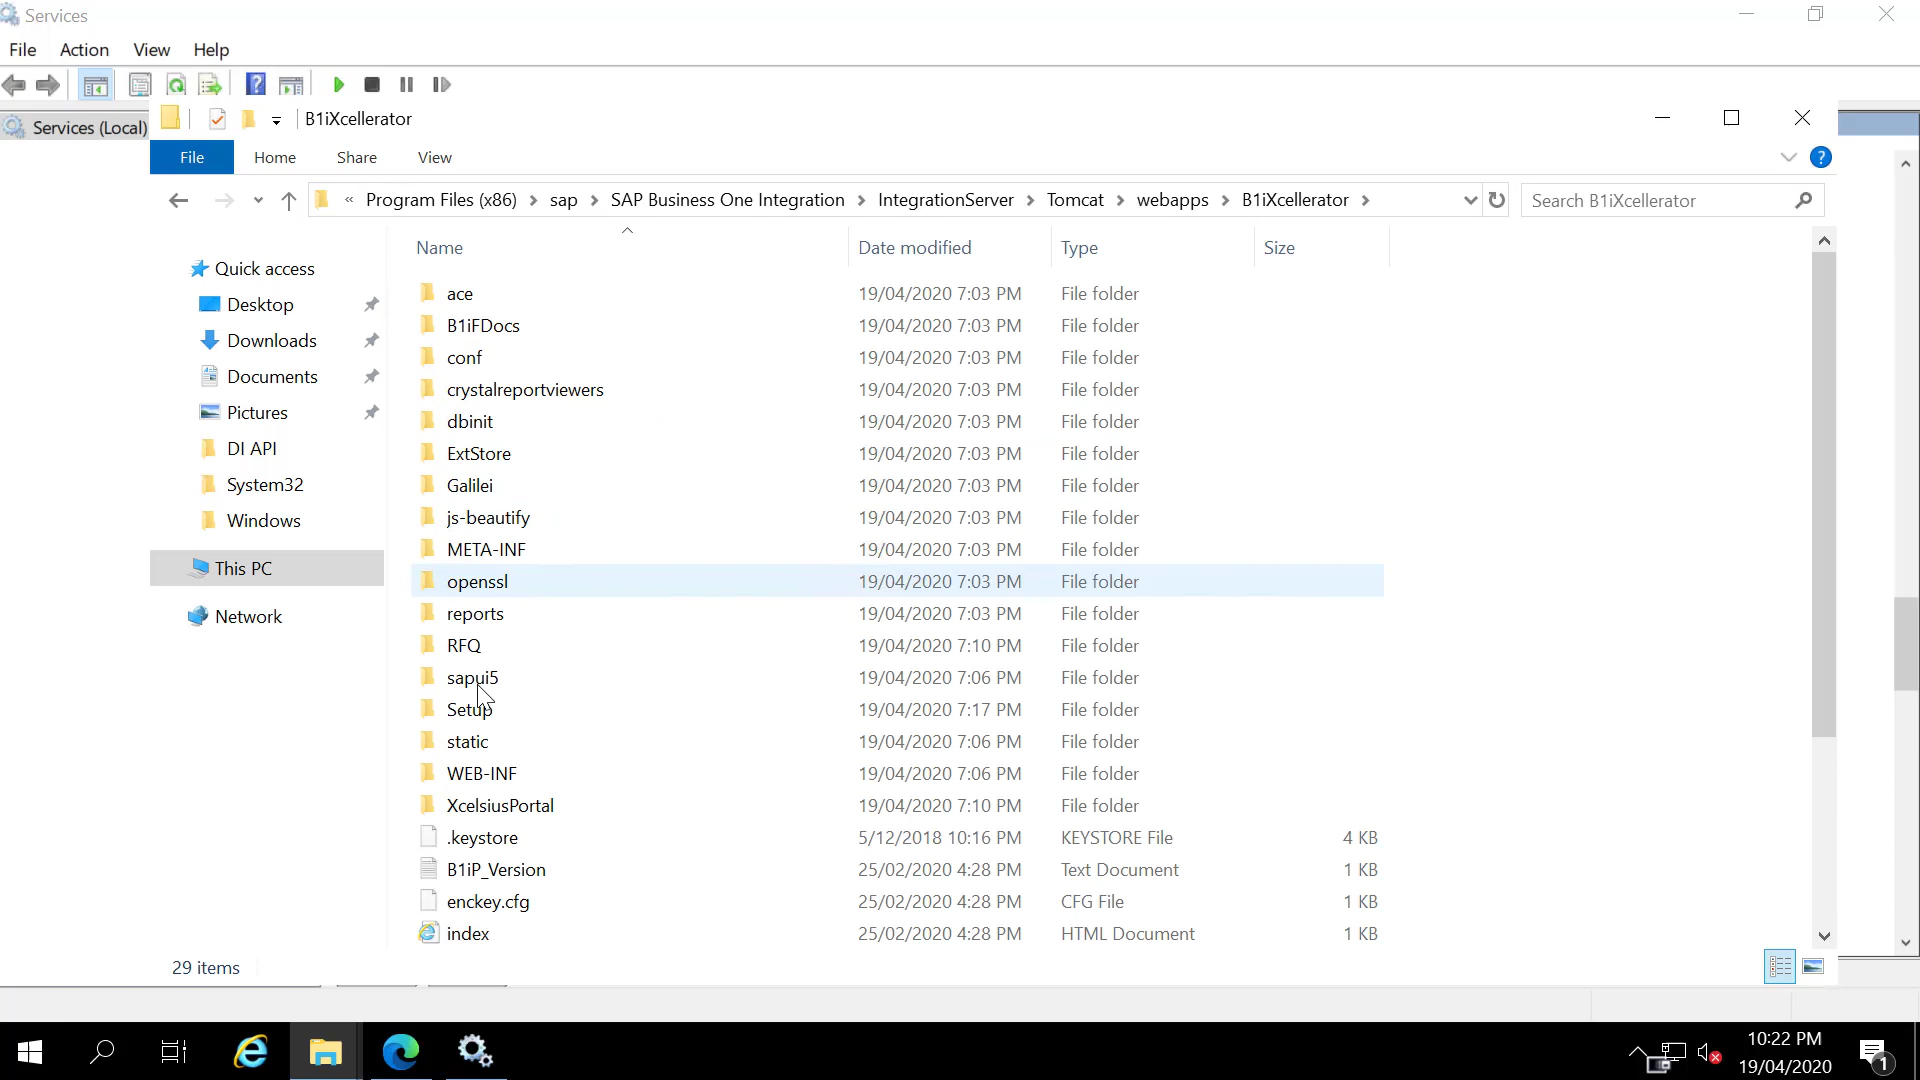 Services
File Action View Help
Services (Local)
B1iXcellerator
File Home Share View
?
« Program Files (x86) > sap > SAP Business One Integration > IntegrationServer > Tomcat > webapps > B1iXcellerator >
Search B1iXcellerator
Name Date modified Type Size
Quick access
Desktop
Downloads
Documents
Pictures
DI API
System32
Windows
This PC
Network
ace 19/04/2020 7:03 PM File folder
B1iFDocs 19/04/2020 7:03 PM File folder
conf 19/04/2020 7:03 PM File folder
crystalreportviewers 19/04/2020 7:03 PM File folder
dbinit 19/04/2020 7:03 PM File folder
ExtStore 19/04/2020 7:03 PM File folder
Galilei 19/04/2020 7:03 PM File folder
js-beautify 19/04/2020 7:03 PM File folder
META-INF 19/04/2020 7:03 PM File folder
openssl 19/04/2020 7:03 PM File folder
reports 19/04/2020 7:03 PM File folder
RFQ 19/04/2020 7:10 PM File folder
sapui5 19/04/2020 7:06 PM File folder
Setup 19/04/2020 7:17 PM File folder
static 19/04/2020 7:06 PM File folder
WEB-INF 19/04/2020 7:06 PM File folder
XcelsiusPortal 19/04/2020 7:10 PM File folder
.keystore 5/12/2018 10:16 PM KEYSTORE File 4 KB
B1iP_Version 25/02/2020 4:28 PM Text Document 1 KB
enckey.cfg 25/02/2020 4:28 PM CFG File 1 KB
index 25/02/2020 4:28 PM HTML Document 1 KB
29 items
10:22 PM
19/04/2020
1